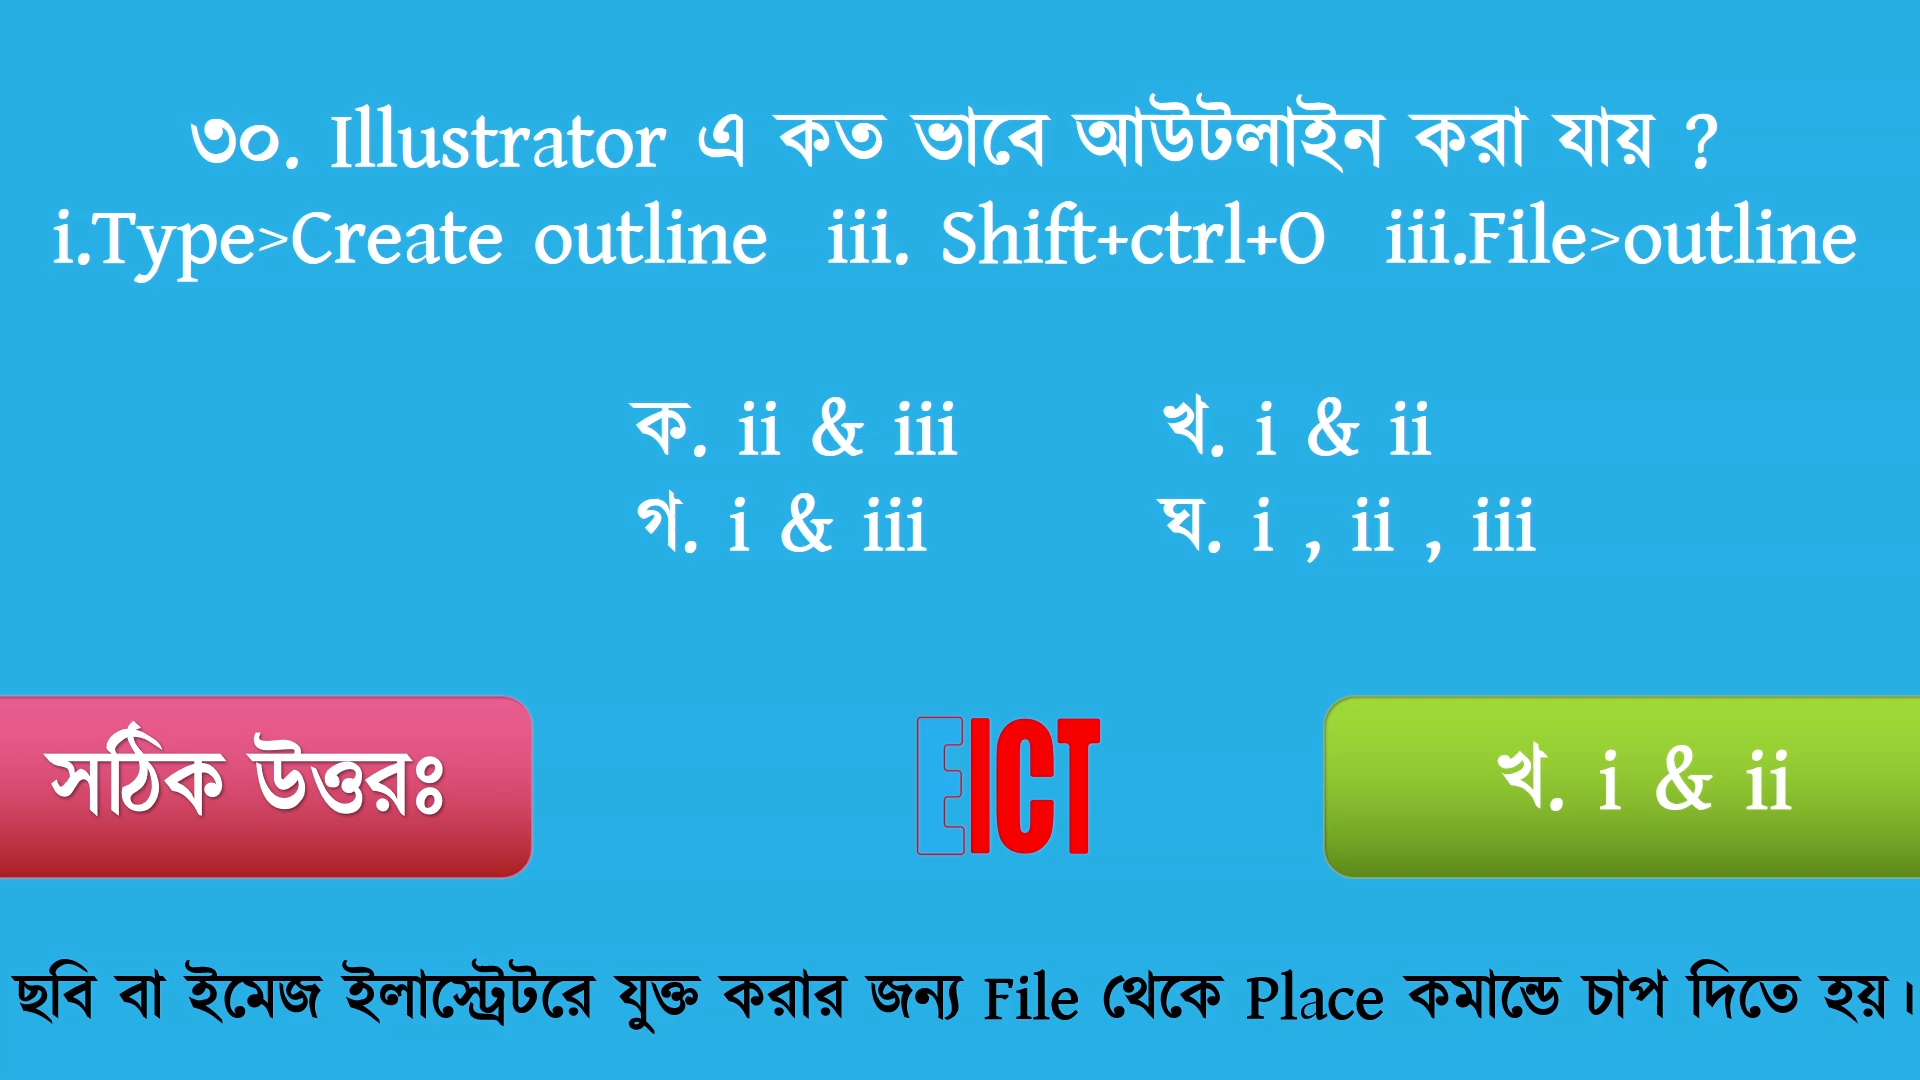 ৩০. Illustrator এ কত ভাবে আউটলাইন করা যায় ?
i.Type>Create outline iii. Shift+ctrl+O iii.File>outline
ক. ii & iii খ. i & ii
গ. i & iii ঘ. i , ii , iii
সঠিক উত্তরঃ
EICT
খ. i & ii
ছবি বা ইমেজ ইলাস্ট্রেটরে যুক্ত করার জন্য File থেকে Place কমান্ডে চাপ দিতে হয়।